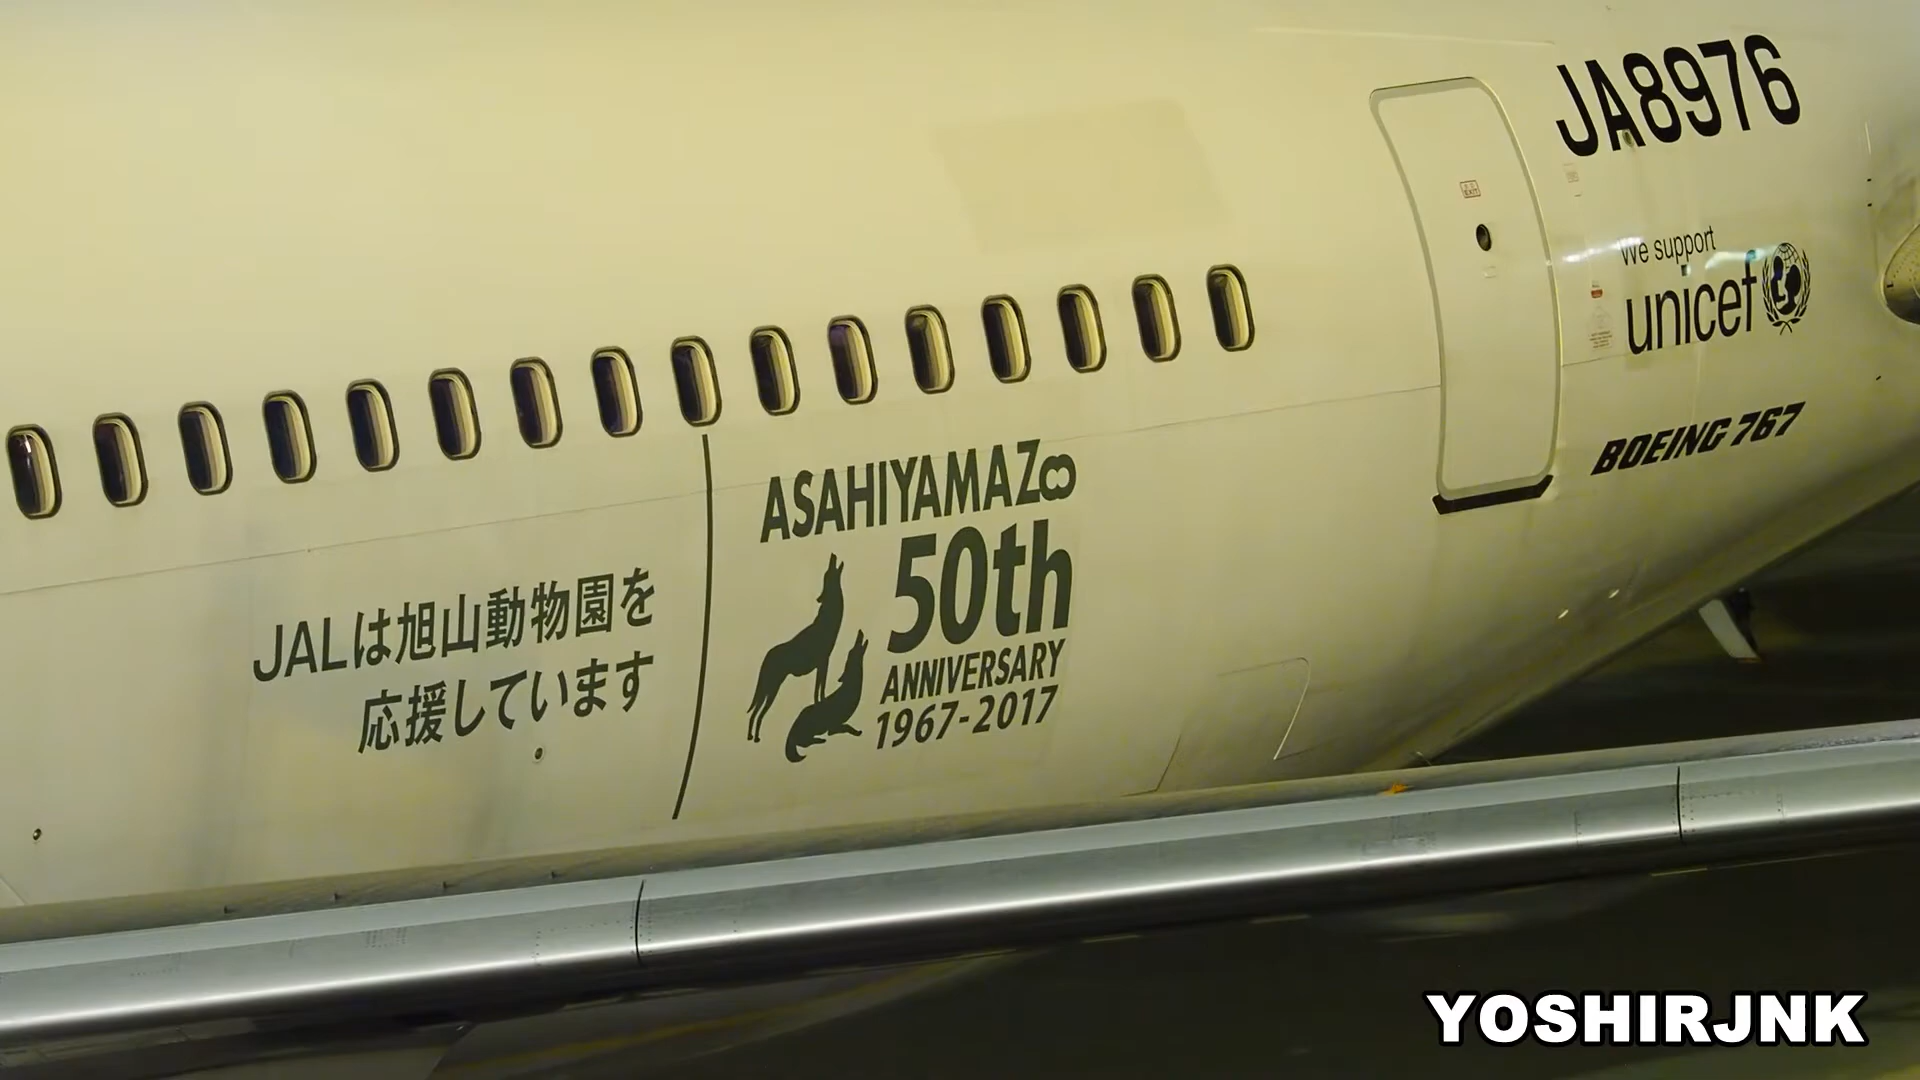 JA8976
We support
unicef
BOEING 767
ASAHIYAMAZoo
50th
ANNIVERSARY
1967-2017
JALは旭山動物園を
応援しています
YOSHIRJNK